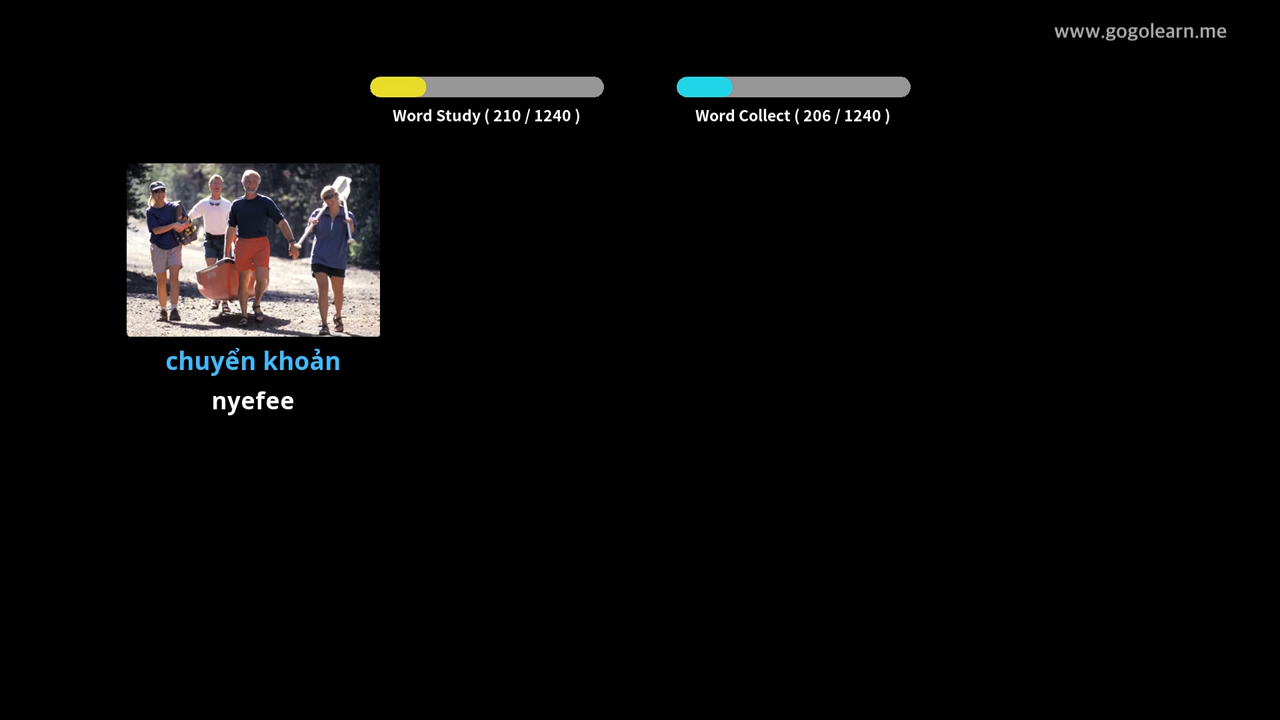 www.gogolearn.me
Word Study ( 210 / 1240 )
Word Collect ( 206 / 1240 )
chuyển khoản
nyefee